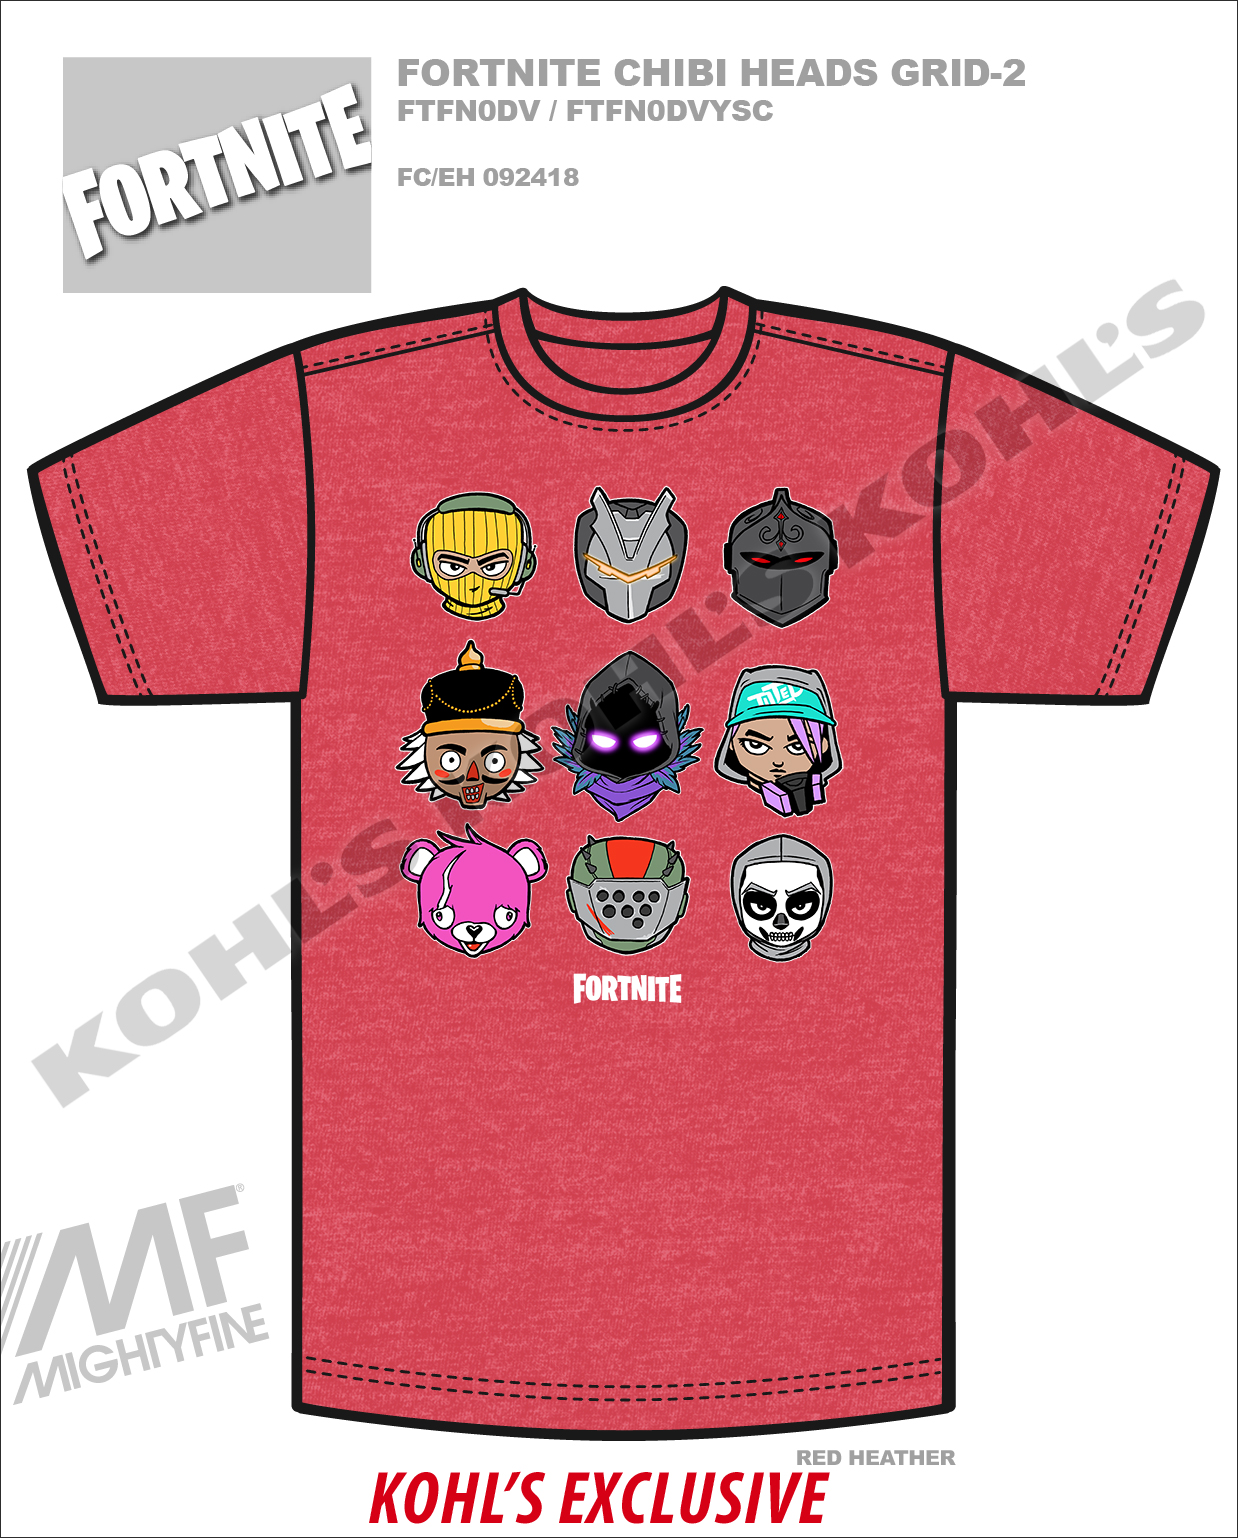 FORTNITE
FORTNITE CHIBI HEADS GRID-2
FTFN0DV / FTFN0DVYSC
FC/EH 092418
KOHL'S KOHL'S KOHL'S
FORTNITE
MF®
MIGHTYFINE
RED HEATHER
KOHL'S EXCLUSIVE